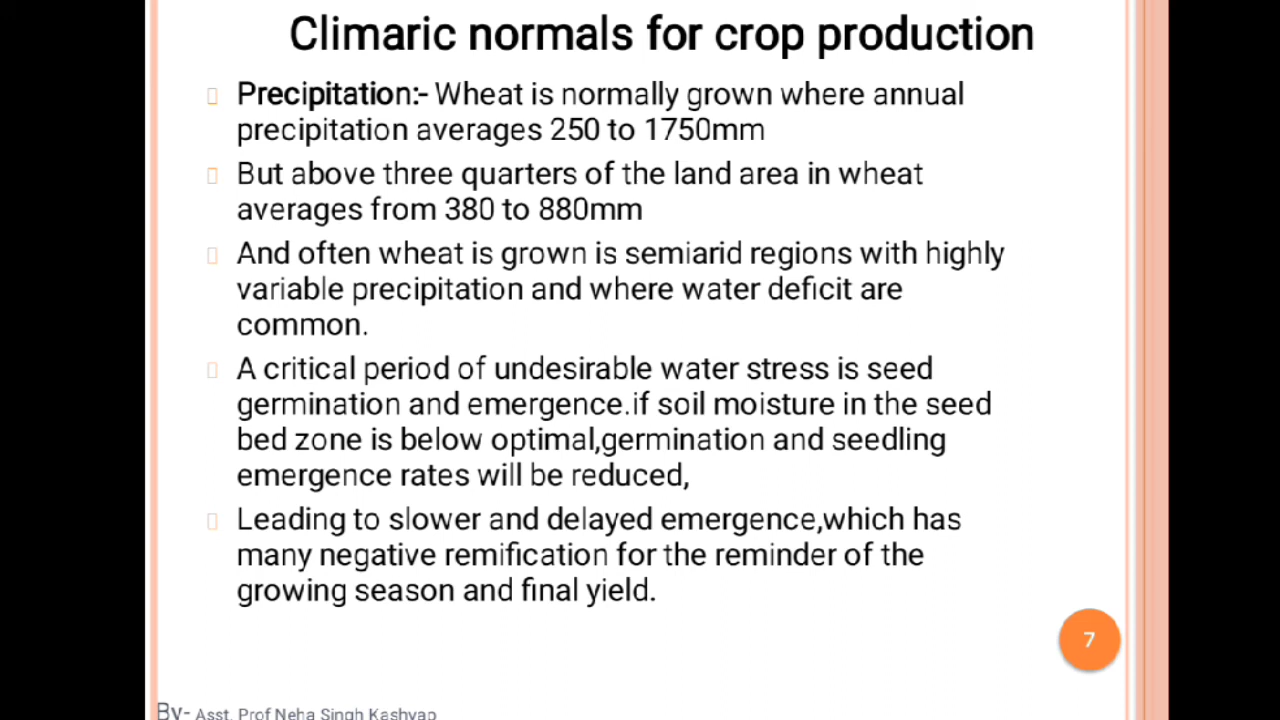 Climaric normals for crop production
Precipitation:- Wheat is normally grown where annual
precipitation averages 250 to 1750mm
But above three quarters of the land area in wheat
averages from 380 to 880mm
And often wheat is grown is semiarid regions with highly
variable precipitation and where water deficit are
common.
A critical period of undesirable water stress is seed
germination and emergence.if soil moisture in the seed
bed zone is below optimal,germination and seedling
emergence rates will be reduced,
Leading to slower and delayed emergence,which has
many negative remification for the reminder of the
growing season and final yield.
7
By- Asst. Prof Neha Singh Kashyap